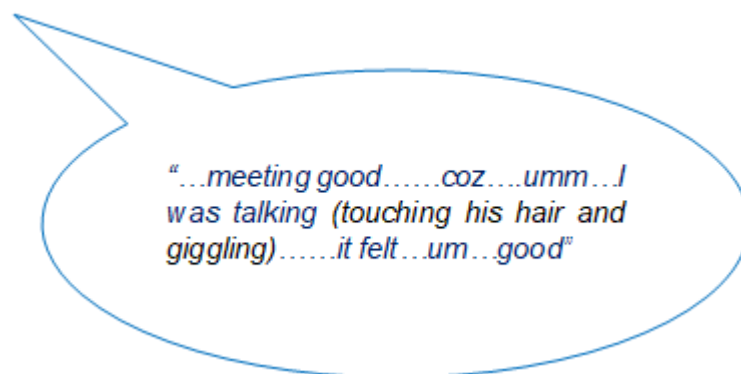 “…meeting good……coz….umm…I
was talking (touching his hair and
giggling)……it felt…um…good”